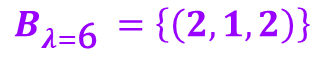 B_{λ=6} = {(2, 1, 2)}